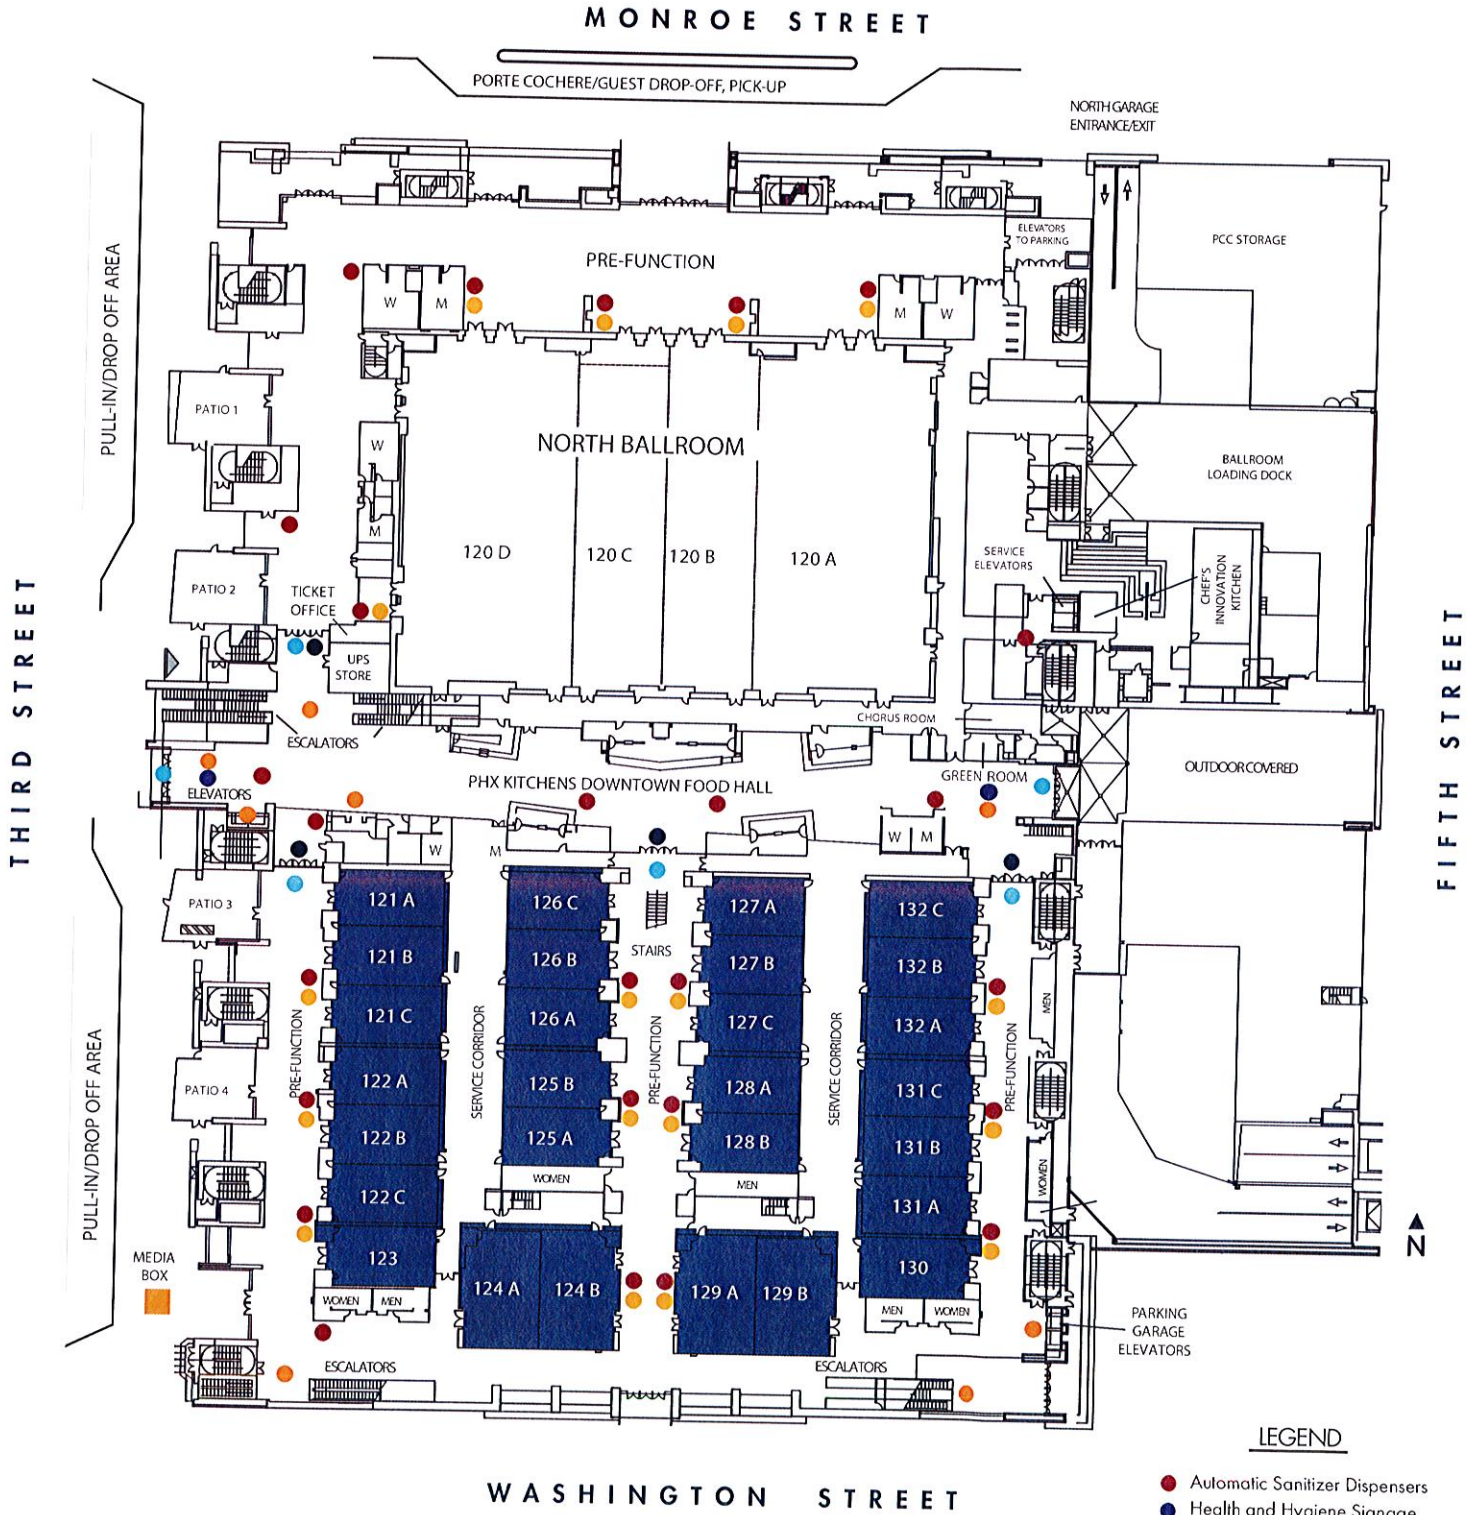 MONROE STREET
PORTE COCHERE/GUEST DROP-OFF, PICK-UP
NORTH GARAGE
ENTRANCE/EXIT
ELEVATORS
TO PARKING
PCC STORAGE
PRE-FUNCTION
W
M
M
W
PULL-IN/DROP OFF AREA
PATIO 1
W
NORTH BALLROOM
BALLROOM
LOADING DOCK
M
120 D
120 C
120 B
120 A
SERVICE
ELEVATORS
CHEF'S
INNOVATION
KITCHEN
PATIO 2
TICKET
OFFICE
UPS
STORE
THIRD STREET
FIFTH STREET
CHORUS ROOM
ESCALATORS
GREEN ROOM
OUTDOOR COVERED
PHX KITCHENS DOWNTOWN FOOD HALL
ELEVATORS
W
M
W
M
PATIO 3
121 A
126 C
127 A
132 C
STAIRS
121 B
126 B
127 B
132 B
MEN
121 C
126 A
127 C
132 A
PRE-FUNCTION
SERVICE CORRIDOR
PRE-FUNCTION
SERVICE CORRIDOR
PRE-FUNCTION
PULL-IN/DROP OFF AREA
PATIO 4
122 A
125 B
128 A
131 C
122 B
125 A
128 B
131 B
WOMEN
MEN
WOMEN
122 C
131 A
N
MEDIA
BOX
123
124 A
124 B
129 A
129 B
130
WOMEN
MEN
MEN
WOMEN
PARKING
GARAGE
ELEVATORS
ESCALATORS
ESCALATORS
LEGEND
WASHINGTON STREET
Automatic Sanitizer Dispensers
Health and Hygiene Signage